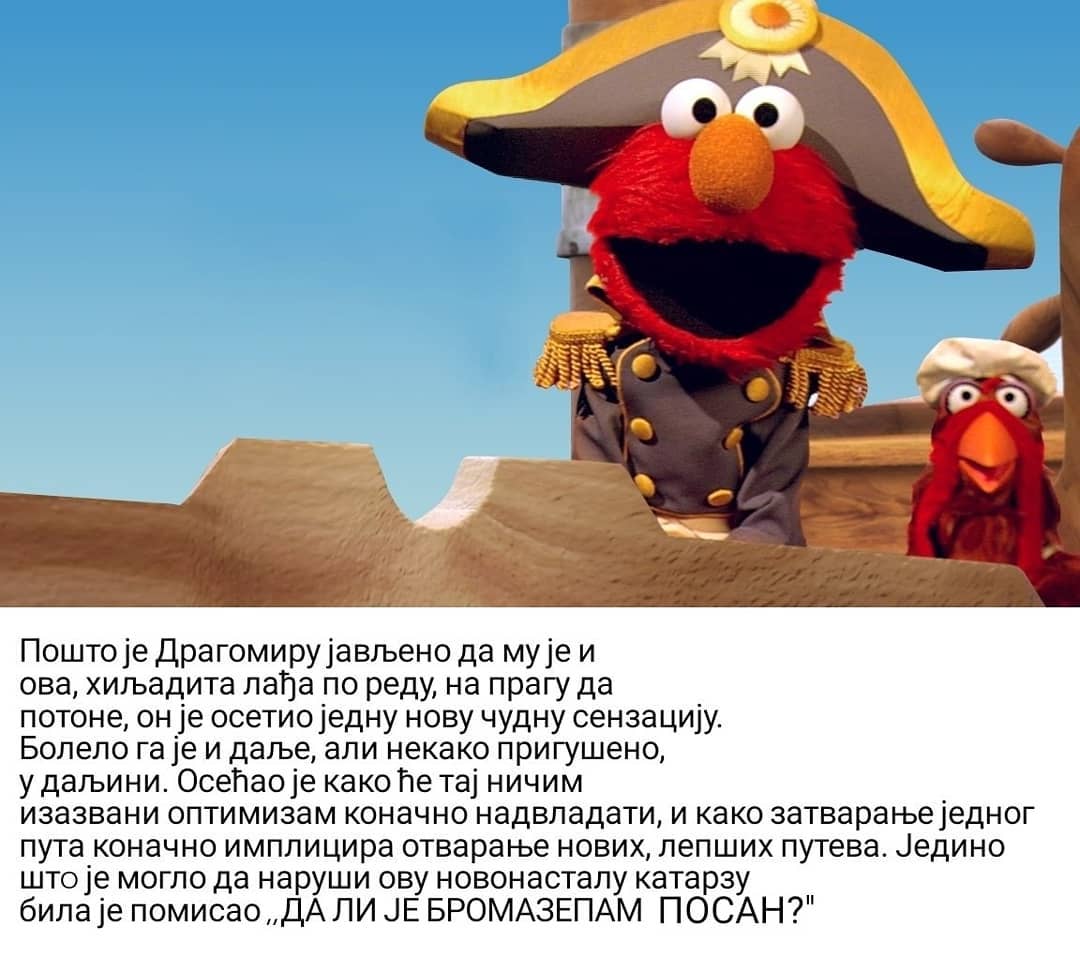 Пошто је Драгомиру јављено да му је и
ова, хиљадита лађа по реду, на прагу да
потоне, он је осетио једну нову чудну сензацију.
Болело га је и даље, али некако пригушено,
у даљини. Осећао је како ће тај ничим
изазвани оптимизам коначно надвладати, и како затварање једног
пута коначно имплицира отварање нових, лепших путева. Једино
што је могло да наруши ову новонасталу катарзу
била је помисао ,,ДА ЛИ ЈЕ БРОМАЗЕПАМ ПОСАН?"